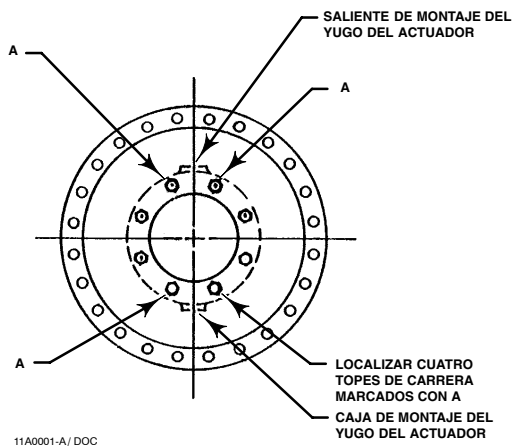 SALIENTE DE MONTAJE DEL
YUGO DEL ACTUADOR
A
A
A
LOCALIZAR CUATRO
TOPES DE CARRERA
MARCADOS CON A
CAJA DE MONTAJE DEL
YUGO DEL ACTUADOR
11A0001-A / DOC